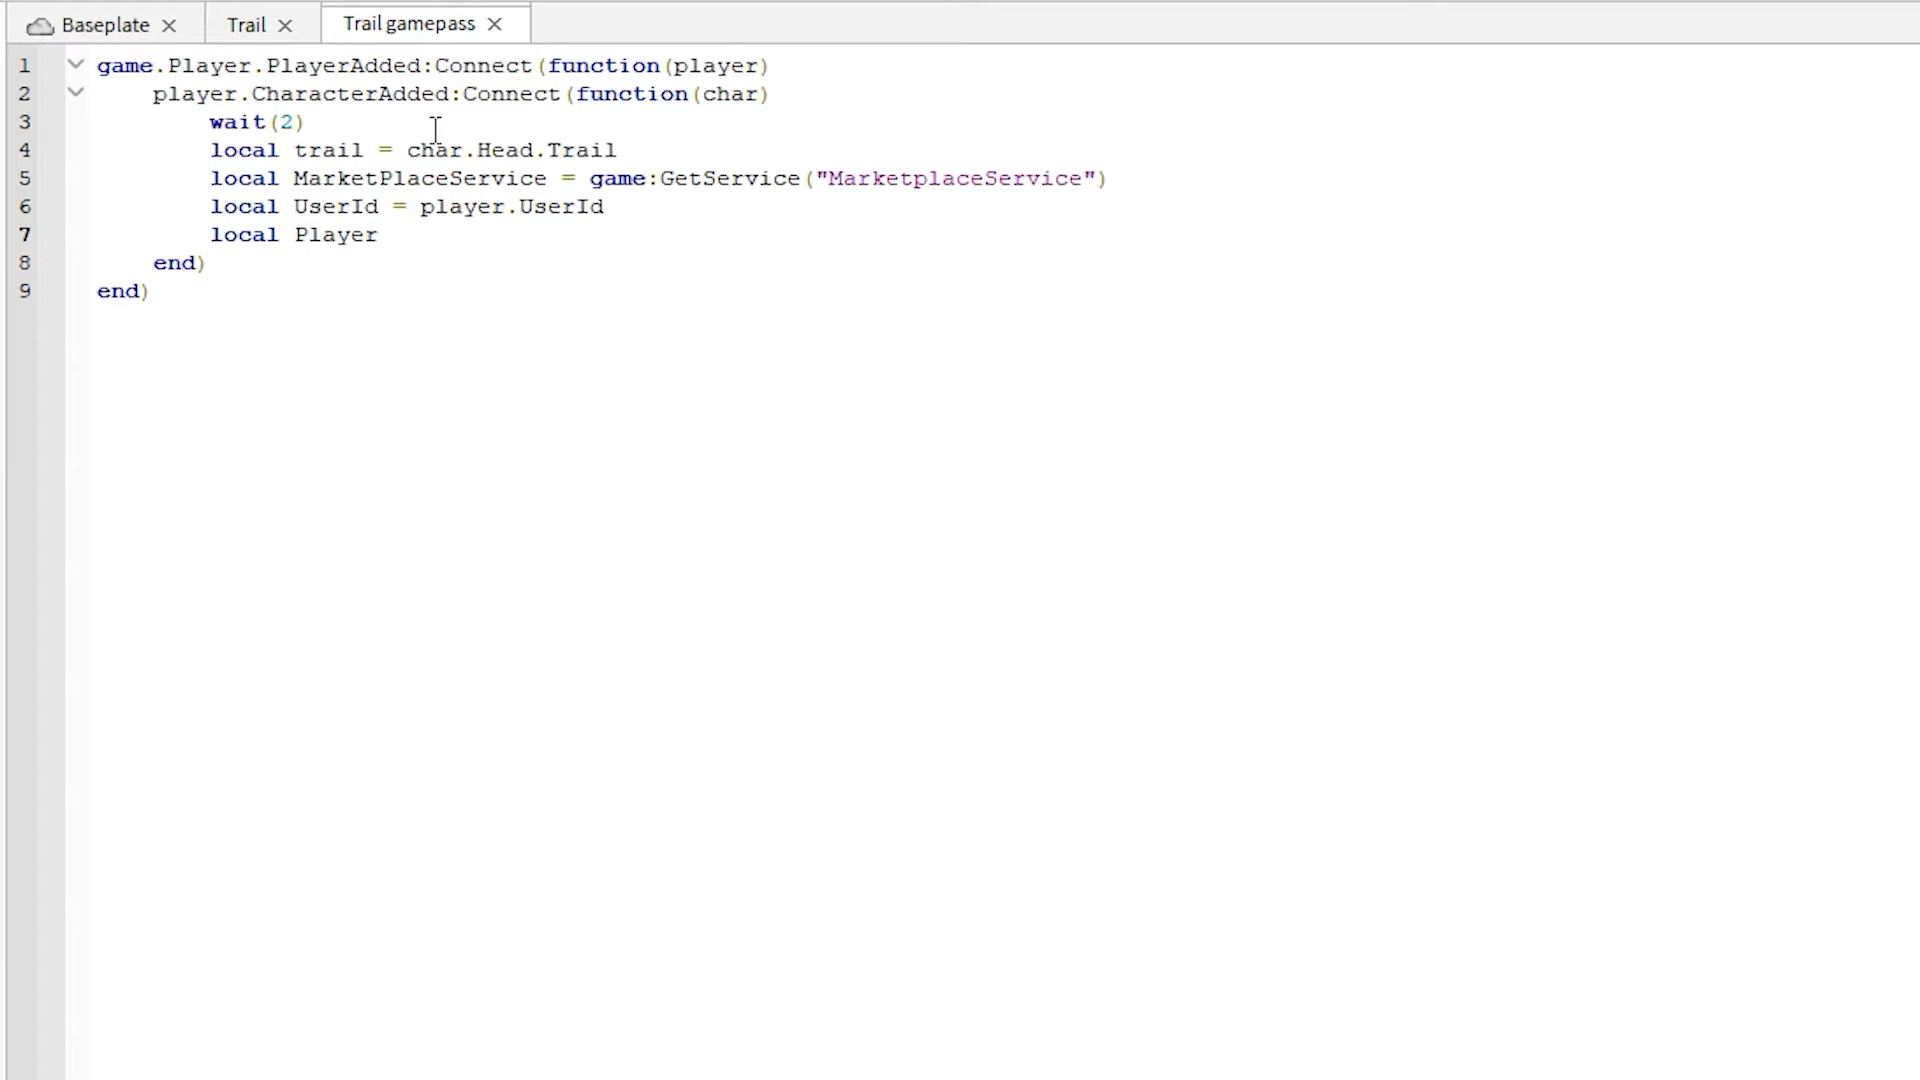 Baseplate Trail Trail gamepass
1 game.Player.PlayerAdded:Connect(function(player)
2 player.CharacterAdded:Connect(function(char)
3 wait(2)
4 local trail = char.Head.Trail
5 local MarketPlaceService = game:GetService("MarketplaceService")
6 local UserId = player.UserId
7 local Player
8 end)
9 end)